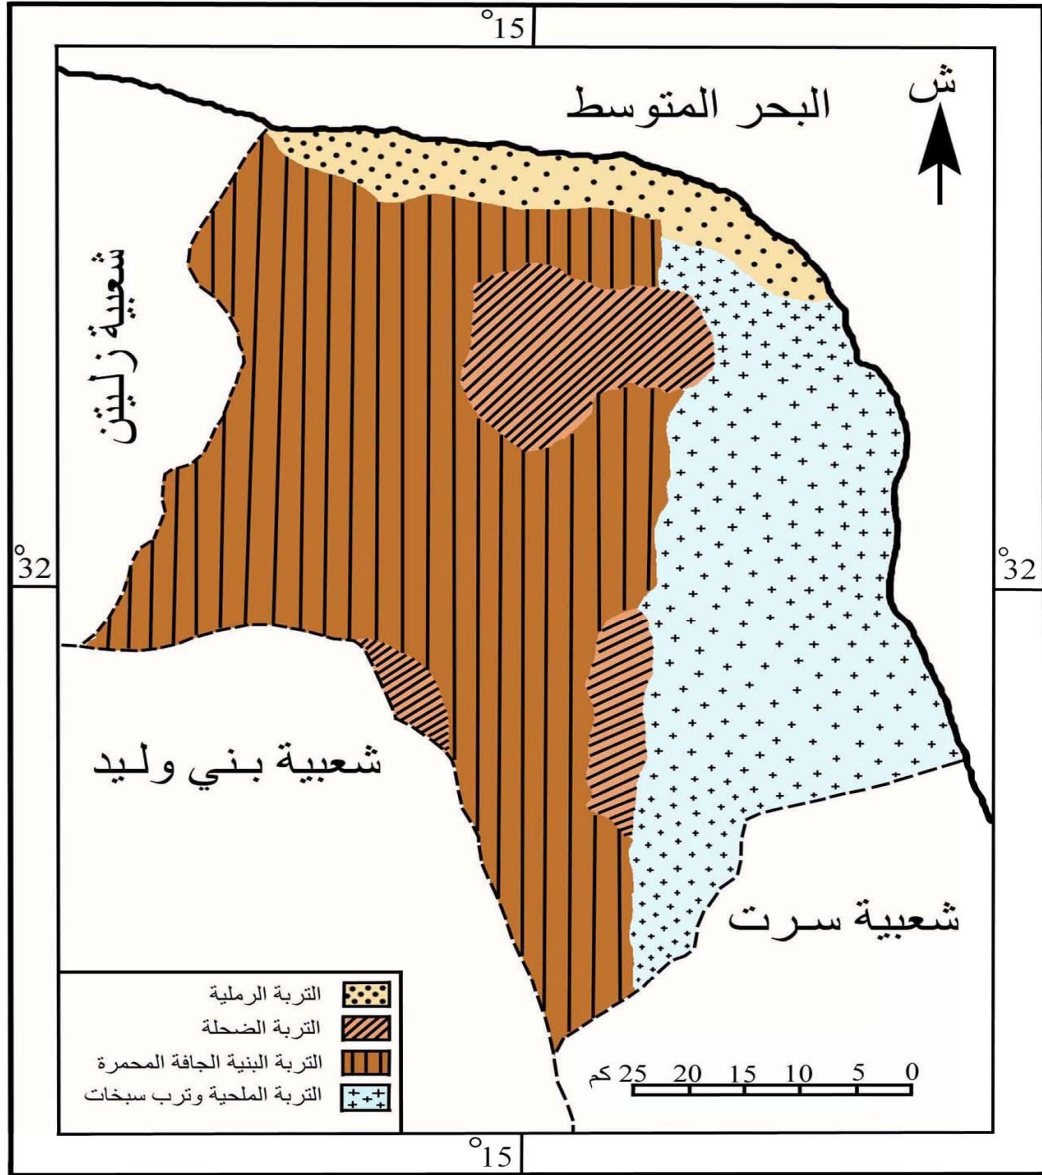 °15
البحر المتوسط
ش
شعبية زليتن
°32
°32
شعبية بني وليد
شعبية سرت
التربة الرملية
التربة الضحلة
التربة البنية الجافة المحمرة
التربة الملحية وترب سبخات
0 5 10 15 20 25 كم
°15